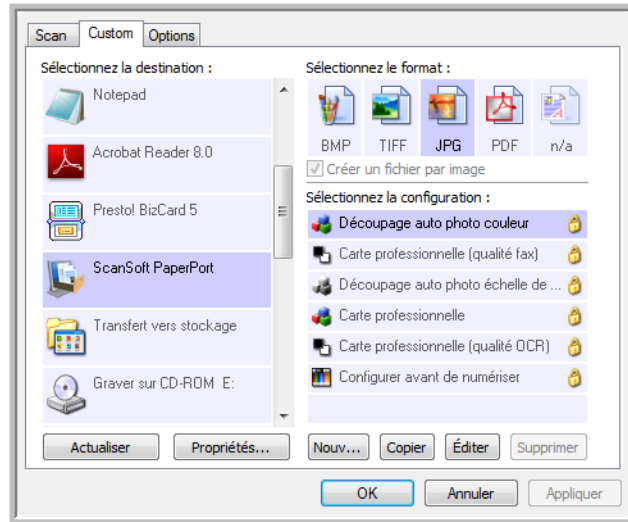 Scan Custom Options
Sélectionnez la destination :
Notepad
Acrobat Reader 8.0
Presto! BizCard 5
ScanSoft PaperPort
Transfert vers stockage
Graver sur CD-ROM E:
Actualiser Propriétés...
Sélectionnez le format :
BMP TIFF JPG PDF n/a
Créer un fichier par image
Sélectionnez la configuration :
Découpage auto photo couleur
Carte professionnelle (qualité fax)
Découpage auto photo échelle de ...
Carte professionnelle
Carte professionnelle (qualité OCR)
Configurer avant de numériser
Nouv... Copier Éditer Supprimer
OK Annuler Appliquer